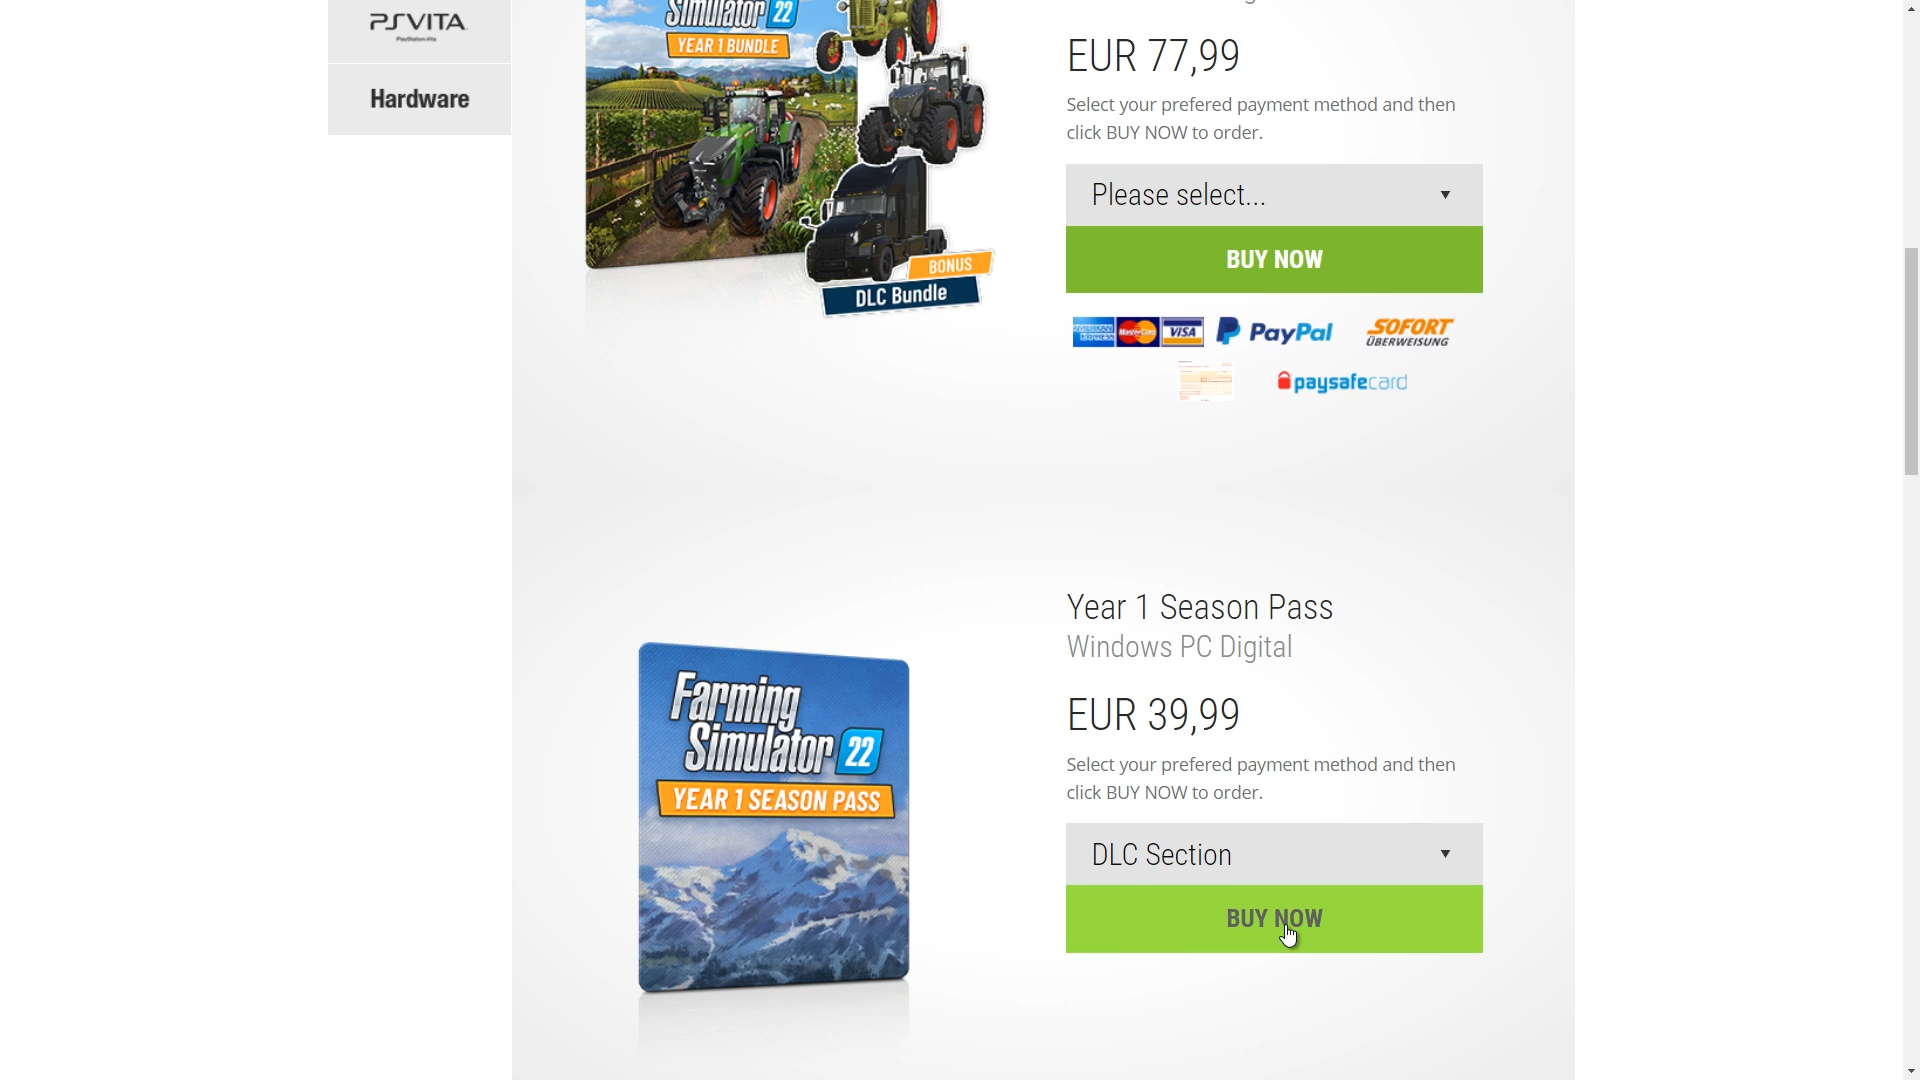 PSVITA
PlayStation Vita
Hardware
Simulator 22
YEAR 1 BUNDLE
BONUS
DLC Bundle
EUR 77,99
Select your prefered payment method and then
click BUY NOW to order.
Please select...
BUY NOW
AMERICAN
EXPRESS
MasterCard
VISA
PayPal
SOFORT
ÜBERWEISUNG
paysafecard
Farming
Simulator 22
YEAR 1 SEASON PASS
Year 1 Season Pass
Windows PC Digital
EUR 39,99
Select your prefered payment method and then
click BUY NOW to order.
DLC Section
BUY NOW